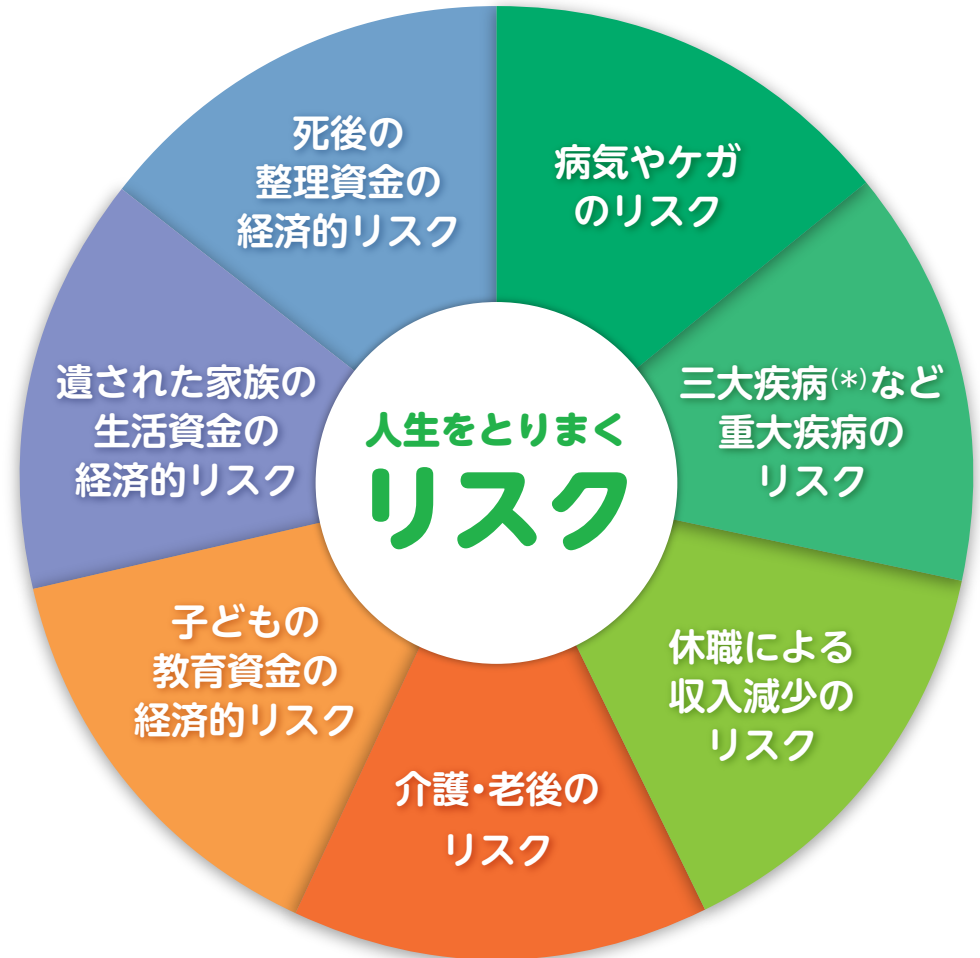 人生をとりまく
リスク
病気やケガ
のリスク
三大疾病(*)など
重大疾病の
リスク
休職による
収入減少の
リスク
介護・老後の
リスク
子どもの
教育資金の
経済的リスク
遺された家族の
生活資金の
経済的リスク
死後の
整理資金の
経済的リスク